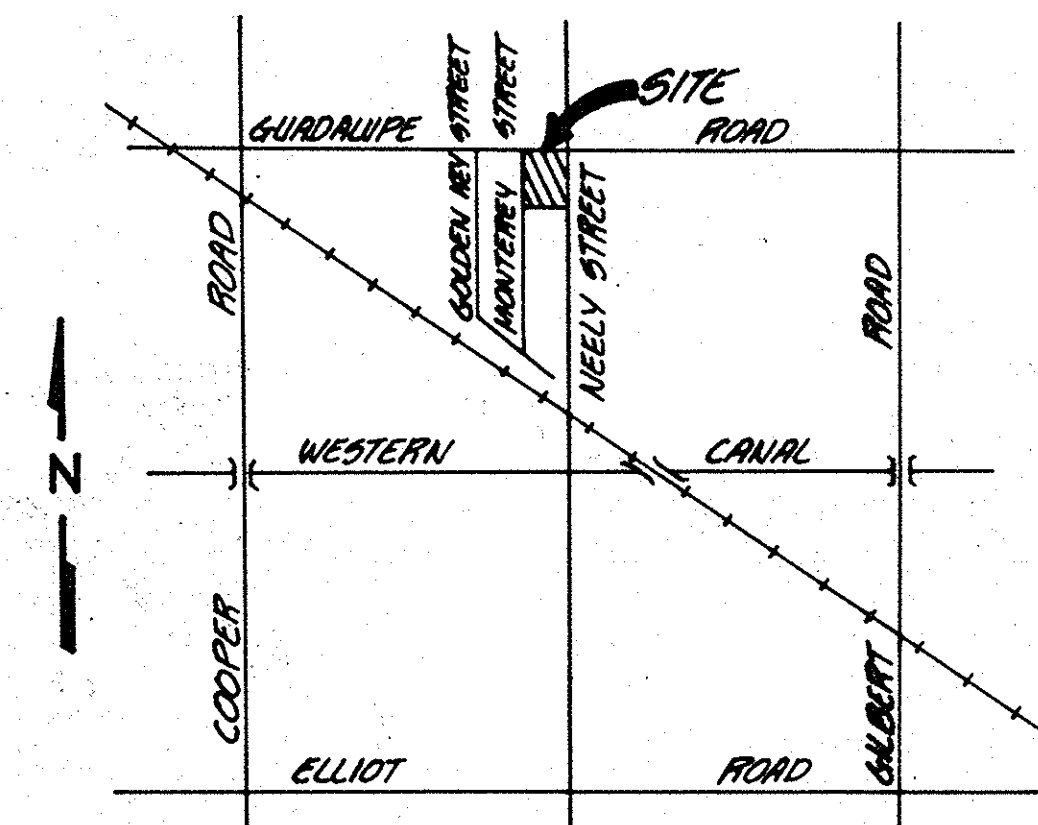 SITE
GUADALUPE ROAD
GOLDEN KEY STREET
MONTEREY STREET
NEELY STREET
ROAD
ROAD
N
WESTERN CANAL
COOPER
GILBERT
ELLIOT ROAD